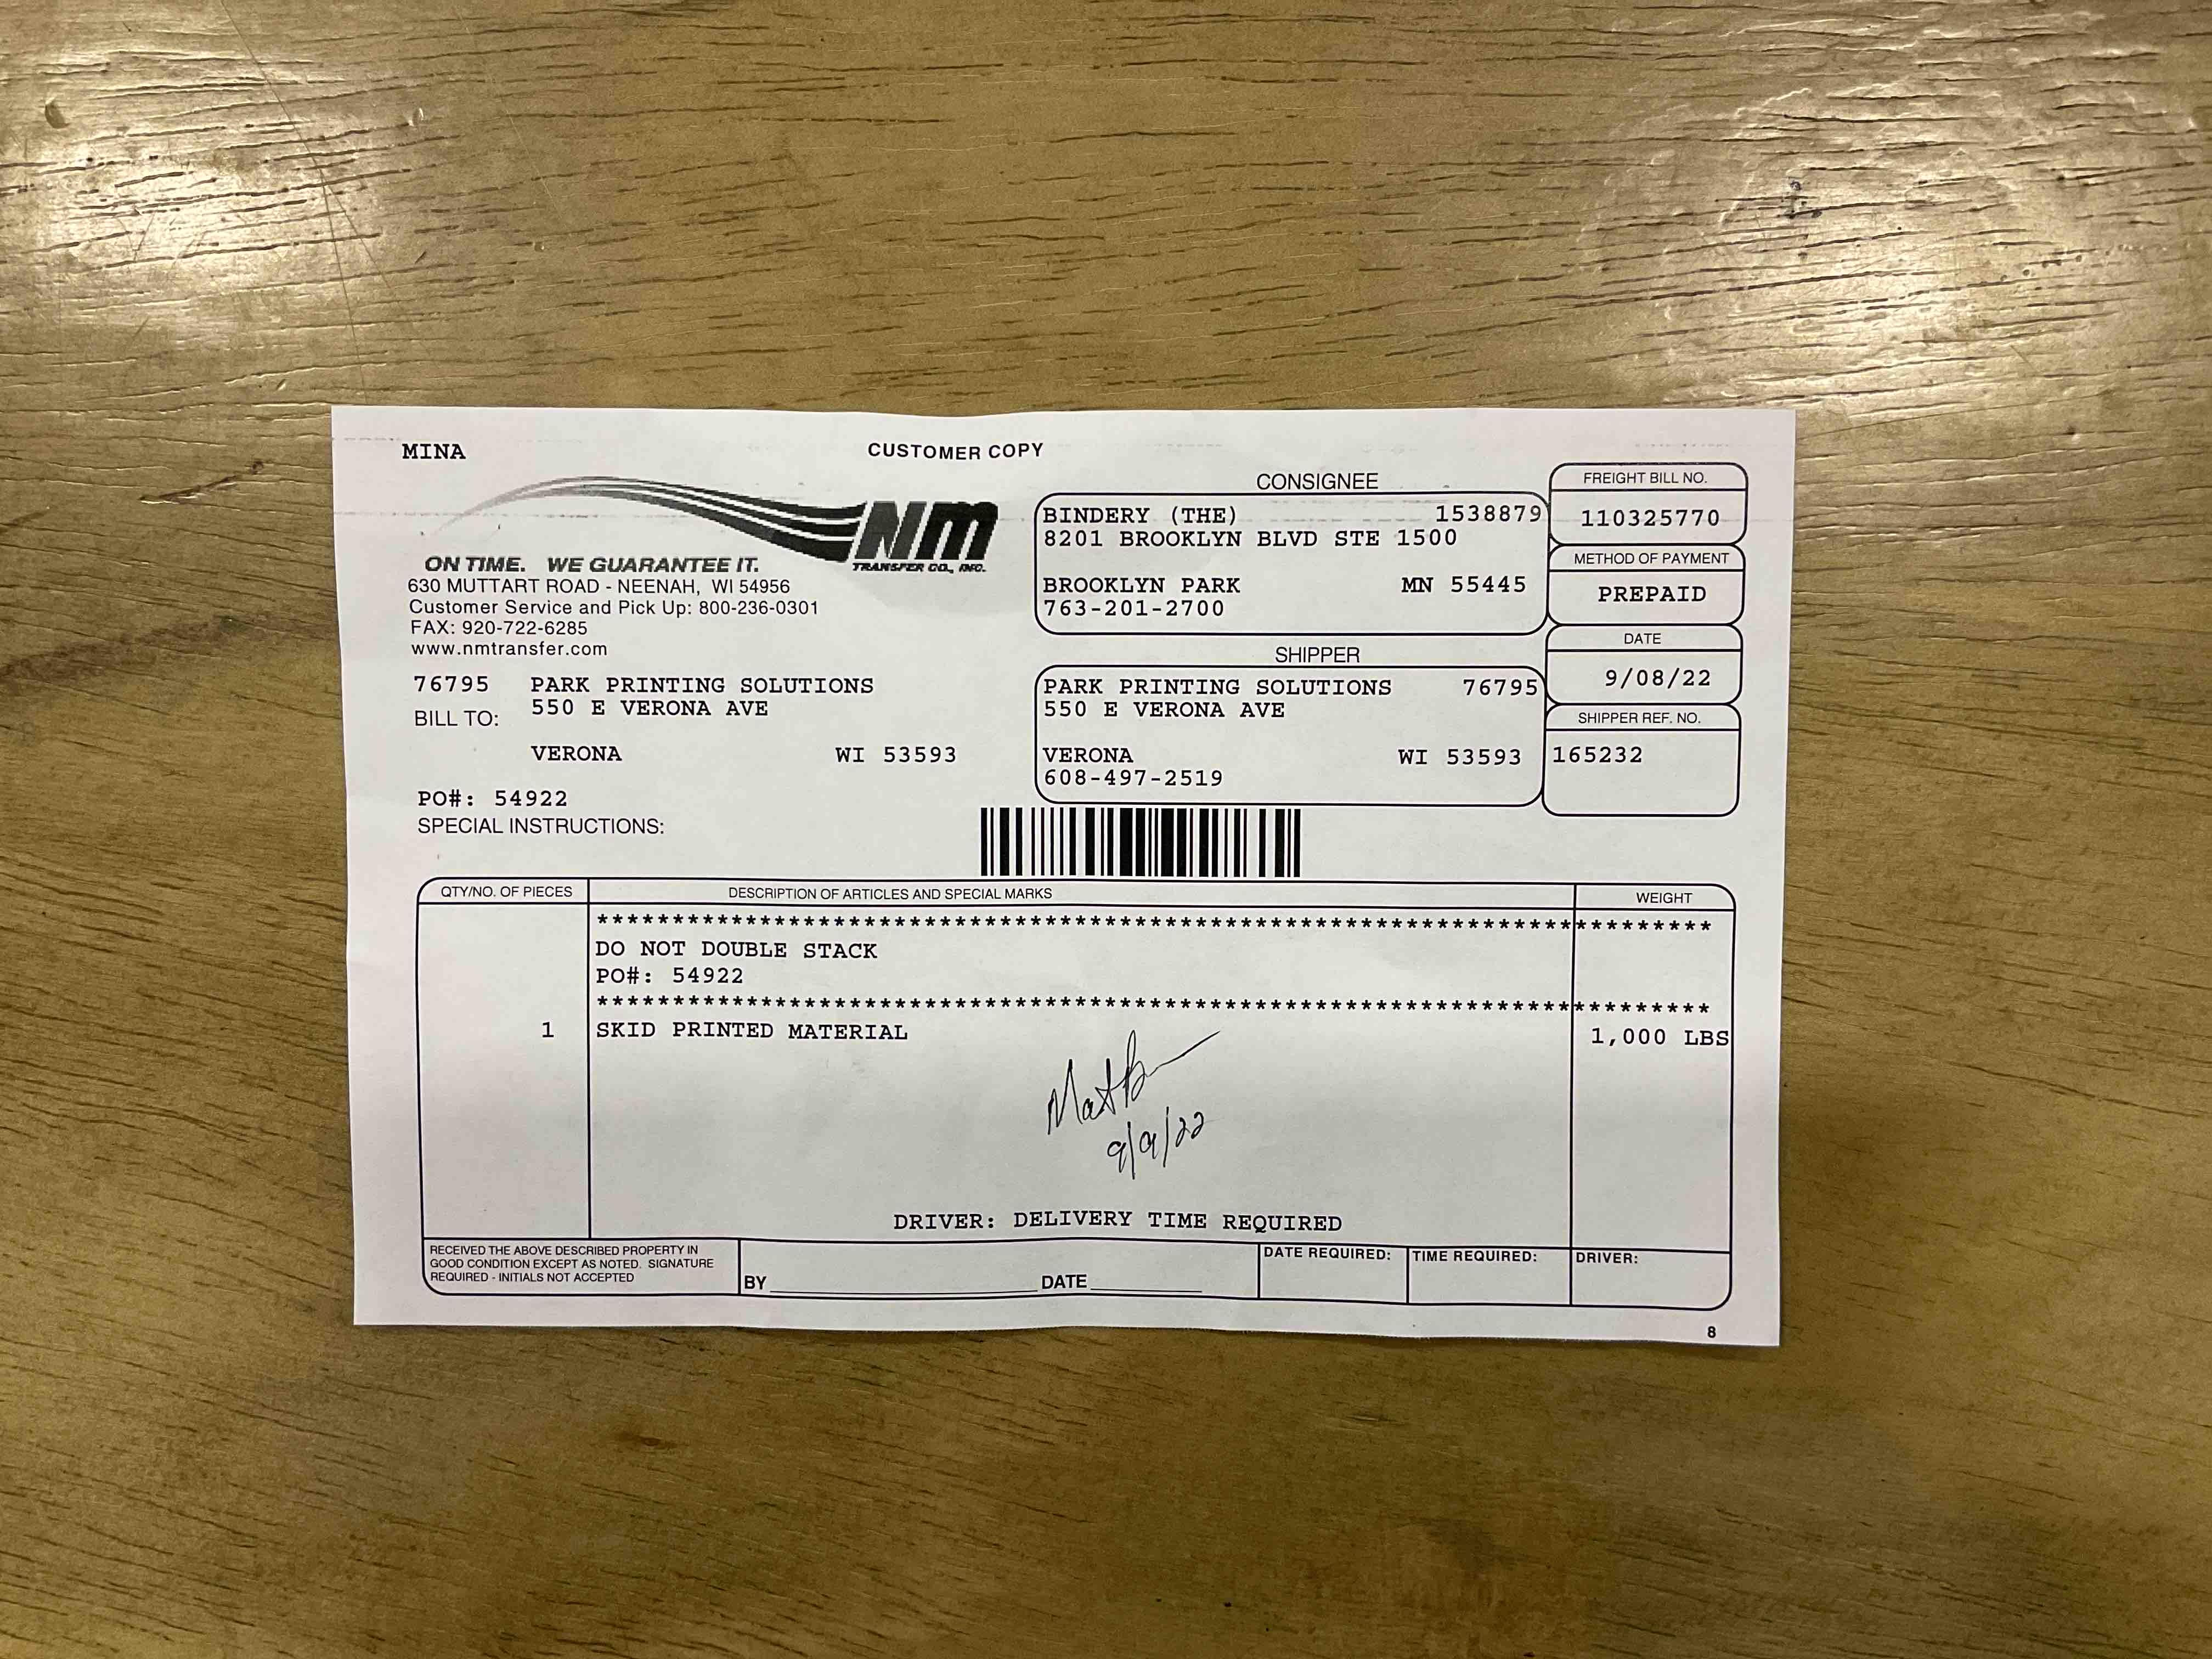 MINA
CUSTOMER COPY
NM
TRANSFER CO., INC.
ON TIME. WE GUARANTEE IT.
630 MUTTART ROAD - NEENAH, WI 54956
Customer Service and Pick Up: 800-236-0301
FAX: 920-722-6285
www.nmtransfer.com
76795 PARK PRINTING SOLUTIONS
550 E VERONA AVE
BILL TO:
VERONA WI 53593
PO#: 54922
SPECIAL INSTRUCTIONS:
CONSIGNEE
BINDERY (THE) 1538879
8201 BROOKLYN BLVD STE 1500
BROOKLYN PARK MN 55445
763-201-2700
SHIPPER
PARK PRINTING SOLUTIONS 76795
550 E VERONA AVE
VERONA WI 53593
608-497-2519
FREIGHT BILL NO.
110325770
METHOD OF PAYMENT
PREPAID
DATE
9/08/22
SHIPPER REF. NO.
165232
QTY/NO. OF PIECES DESCRIPTION OF ARTICLES AND SPECIAL MARKS WEIGHT
**************************************************************************
DO NOT DOUBLE STACK
PO#: 54922
**************************************************************************
1 SKID PRINTED MATERIAL 1,000 LBS
9/9/22
DRIVER: DELIVERY TIME REQUIRED
RECEIVED THE ABOVE DESCRIBED PROPERTY IN
GOOD CONDITION EXCEPT AS NOTED. SIGNATURE
REQUIRED - INITIALS NOT ACCEPTED
BY DATE
DATE REQUIRED: TIME REQUIRED: DRIVER:
8